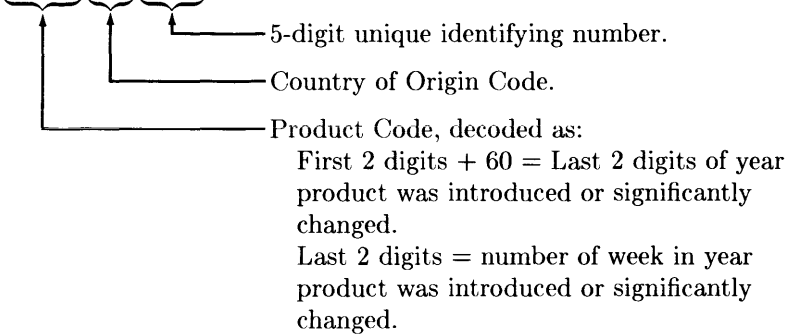 5-digit unique identifying number.
Country of Origin Code.
Product Code, decoded as:
First 2 digits + 60 = Last 2 digits of year
product was introduced or significantly
changed.
Last 2 digits = number of week in year
product was introduced or significantly
changed.